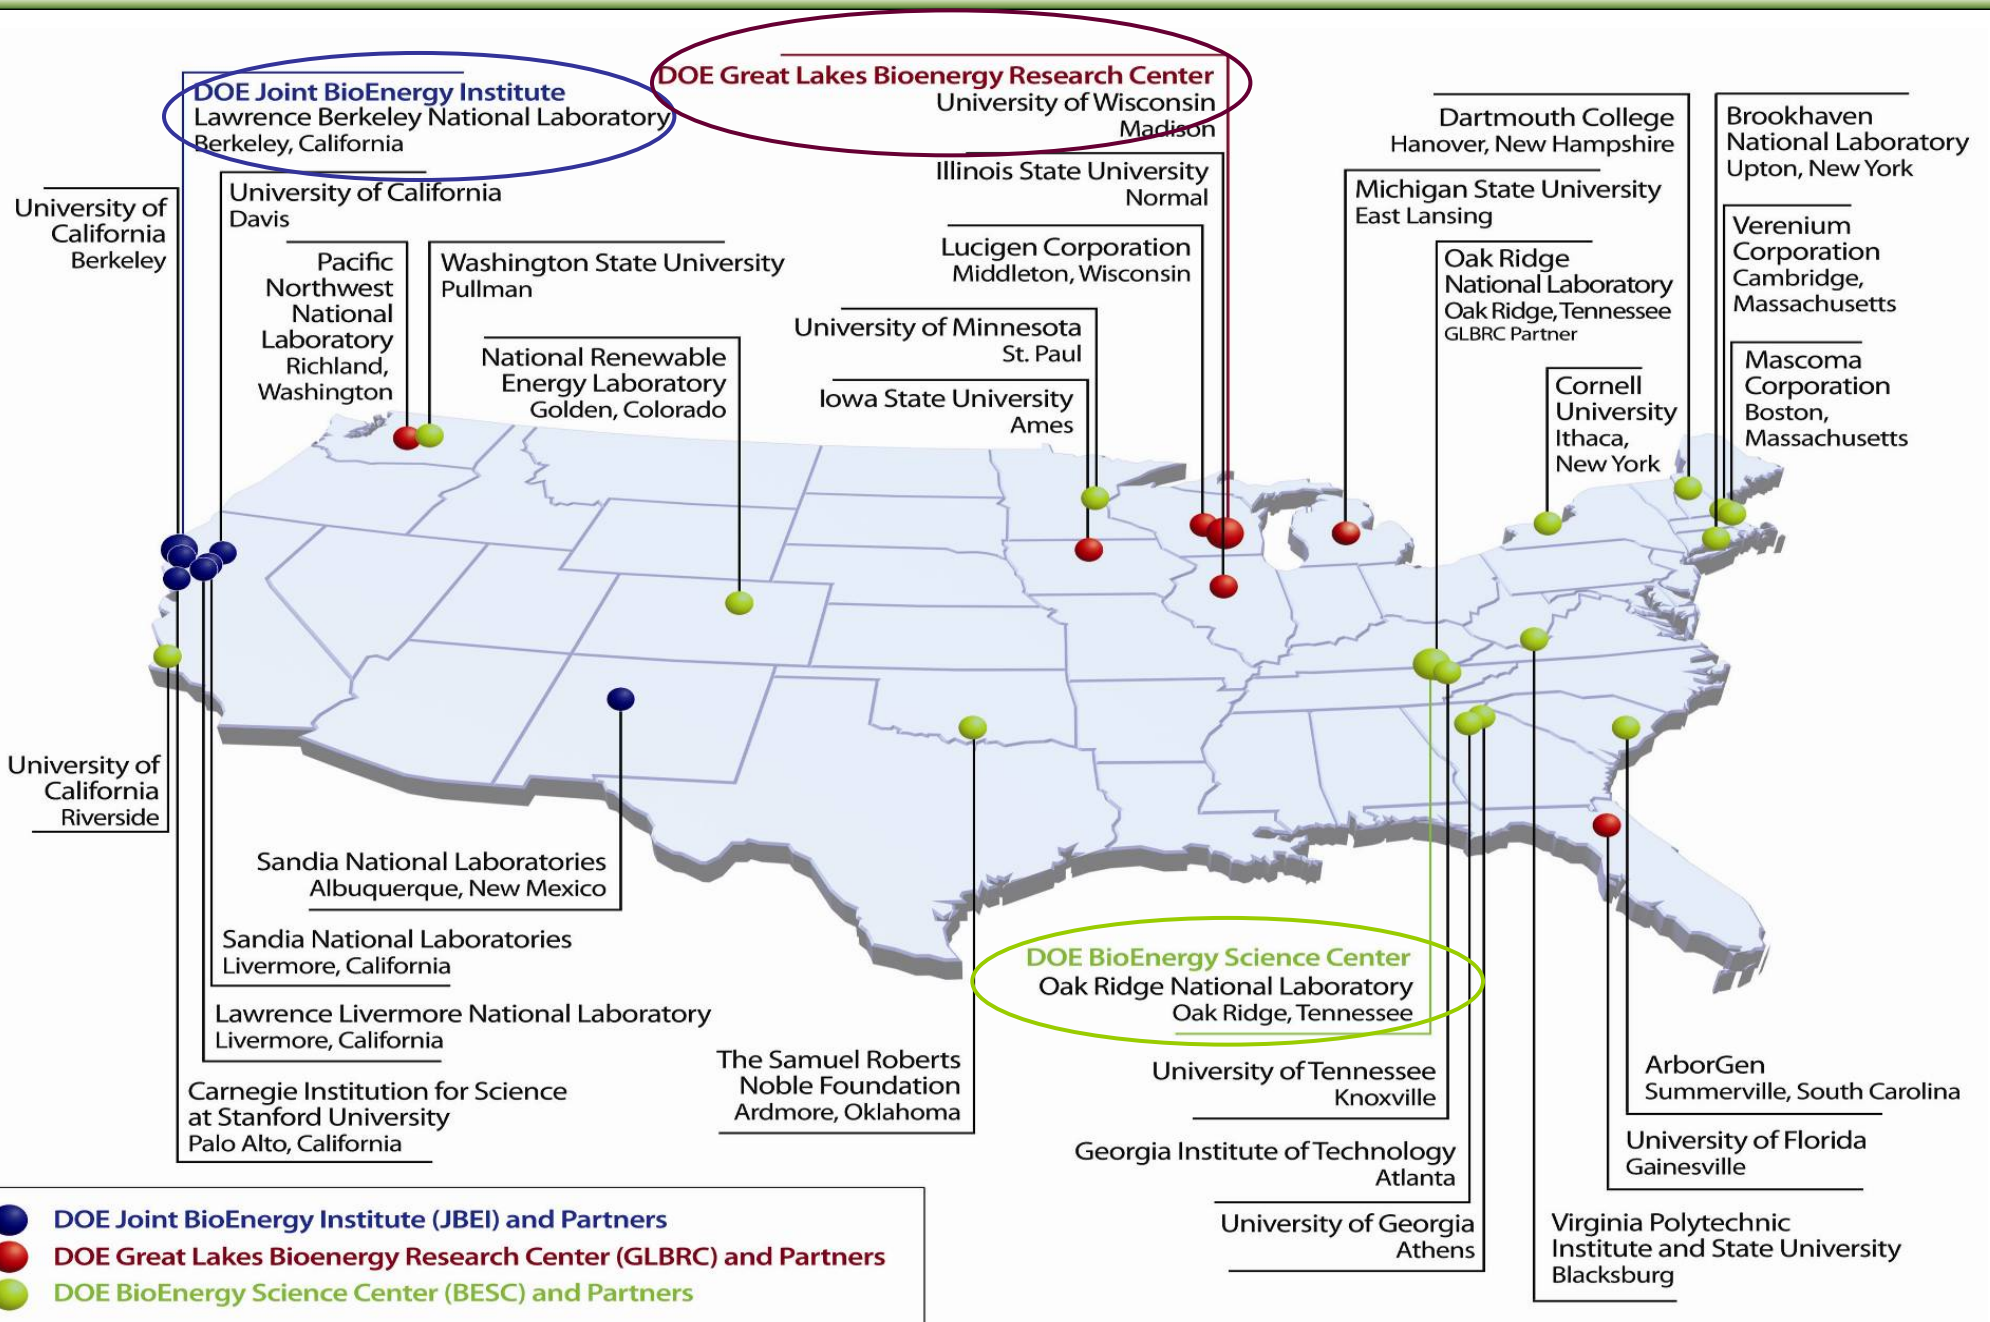 DOE Joint BioEnergy Institute
Lawrence Berkeley National Laboratory
Berkeley, California
DOE Great Lakes Bioenergy Research Center
University of Wisconsin
Madison
Dartmouth College
Hanover, New Hampshire
Brookhaven
National Laboratory
Upton, New York
University of
California
Berkeley
University of California
Davis
Illinois State University
Normal
Michigan State University
East Lansing
Verenium
Corporation
Cambridge,
Massachusetts
Pacific
Northwest
National
Laboratory
Richland,
Washington
Washington State University
Pullman
Lucigen Corporation
Middleton, Wisconsin
Oak Ridge
National Laboratory
Oak Ridge, Tennessee
GLBRC Partner
National Renewable
Energy Laboratory
Golden, Colorado
University of Minnesota
St. Paul
Iowa State University
Ames
Cornell
University
Ithaca,
New York
Mascoma
Corporation
Boston,
Massachusetts
University of
California
Riverside
Sandia National Laboratories
Albuquerque, New Mexico
Sandia National Laboratories
Livermore, California
Lawrence Livermore National Laboratory
Livermore, California
Carnegie Institution for Science
at Stanford University
Palo Alto, California
The Samuel Roberts
Noble Foundation
Ardmore, Oklahoma
DOE BioEnergy Science Center
Oak Ridge National Laboratory
Oak Ridge, Tennessee
University of Tennessee
Knoxville
Georgia Institute of Technology
Atlanta
University of Georgia
Athens
ArborGen
Summerville, South Carolina
University of Florida
Gainesville
Virginia Polytechnic
Institute and State University
Blacksburg
DOE Joint BioEnergy Institute (JBEI) and Partners
DOE Great Lakes Bioenergy Research Center (GLBRC) and Partners
DOE BioEnergy Science Center (BESC) and Partners